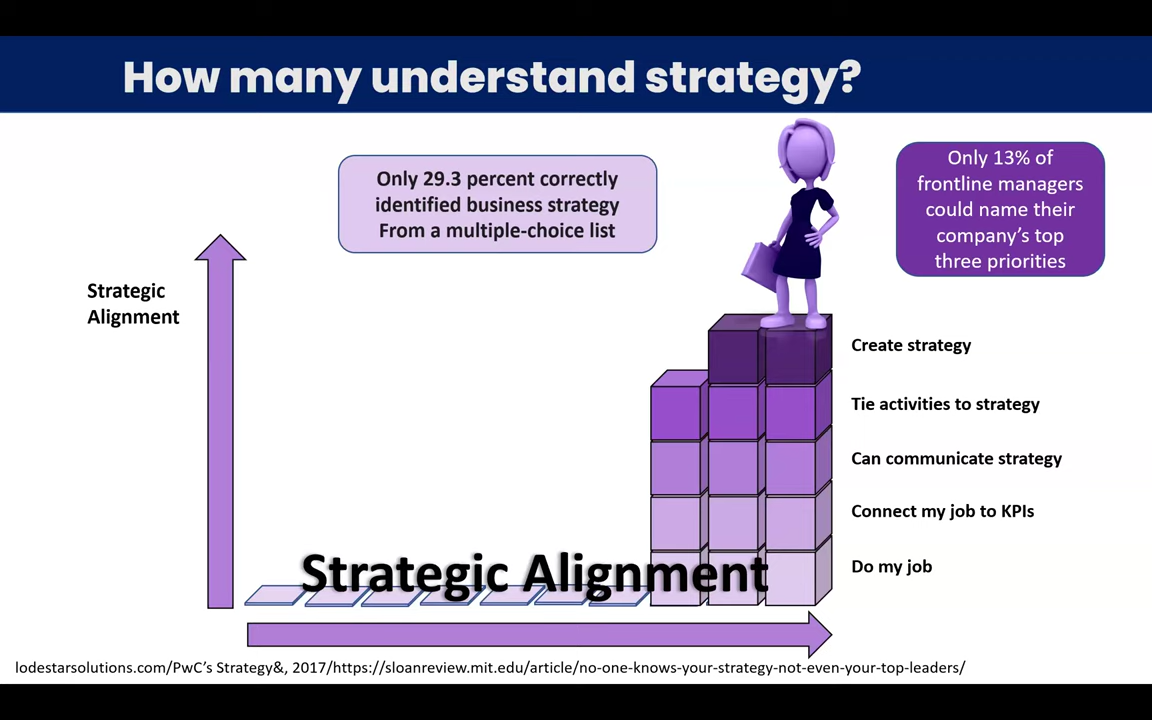 How many understand strategy?
Only 29.3 percent correctly
identified business strategy
From a multiple-choice list
Only 13% of
frontline managers
could name their
company's top
three priorities
Strategic
Alignment
Create strategy
Tie activities to strategy
Can communicate strategy
Connect my job to KPIs
Do my job
Strategic Alignment
lodestarsolutions.com/PwC's Strategy&, 2017/https://sloanreview.mit.edu/article/no-one-knows-your-strategy-not-even-your-top-leaders/